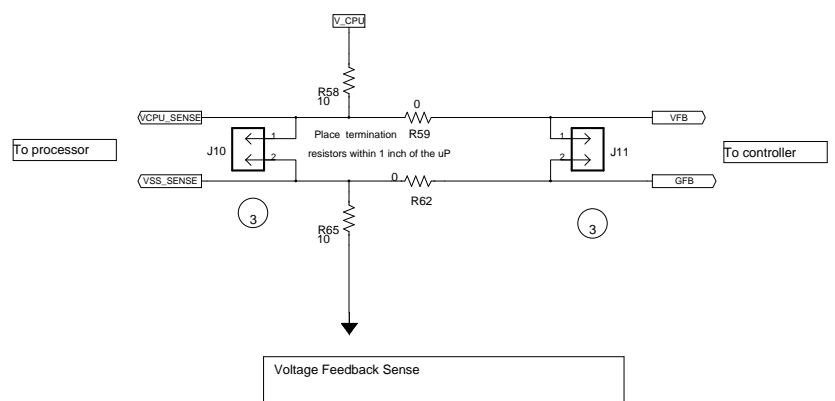 V_CPU
R58
10
VCPU_SENSE
0
R59
VFB
To processor
J10
1
2
Place termination
resistors within 1 inch of the uP
1
2
J11
To controller
VSS_SENSE
0
R62
GFB
3
R65
10
3
Voltage Feedback Sense